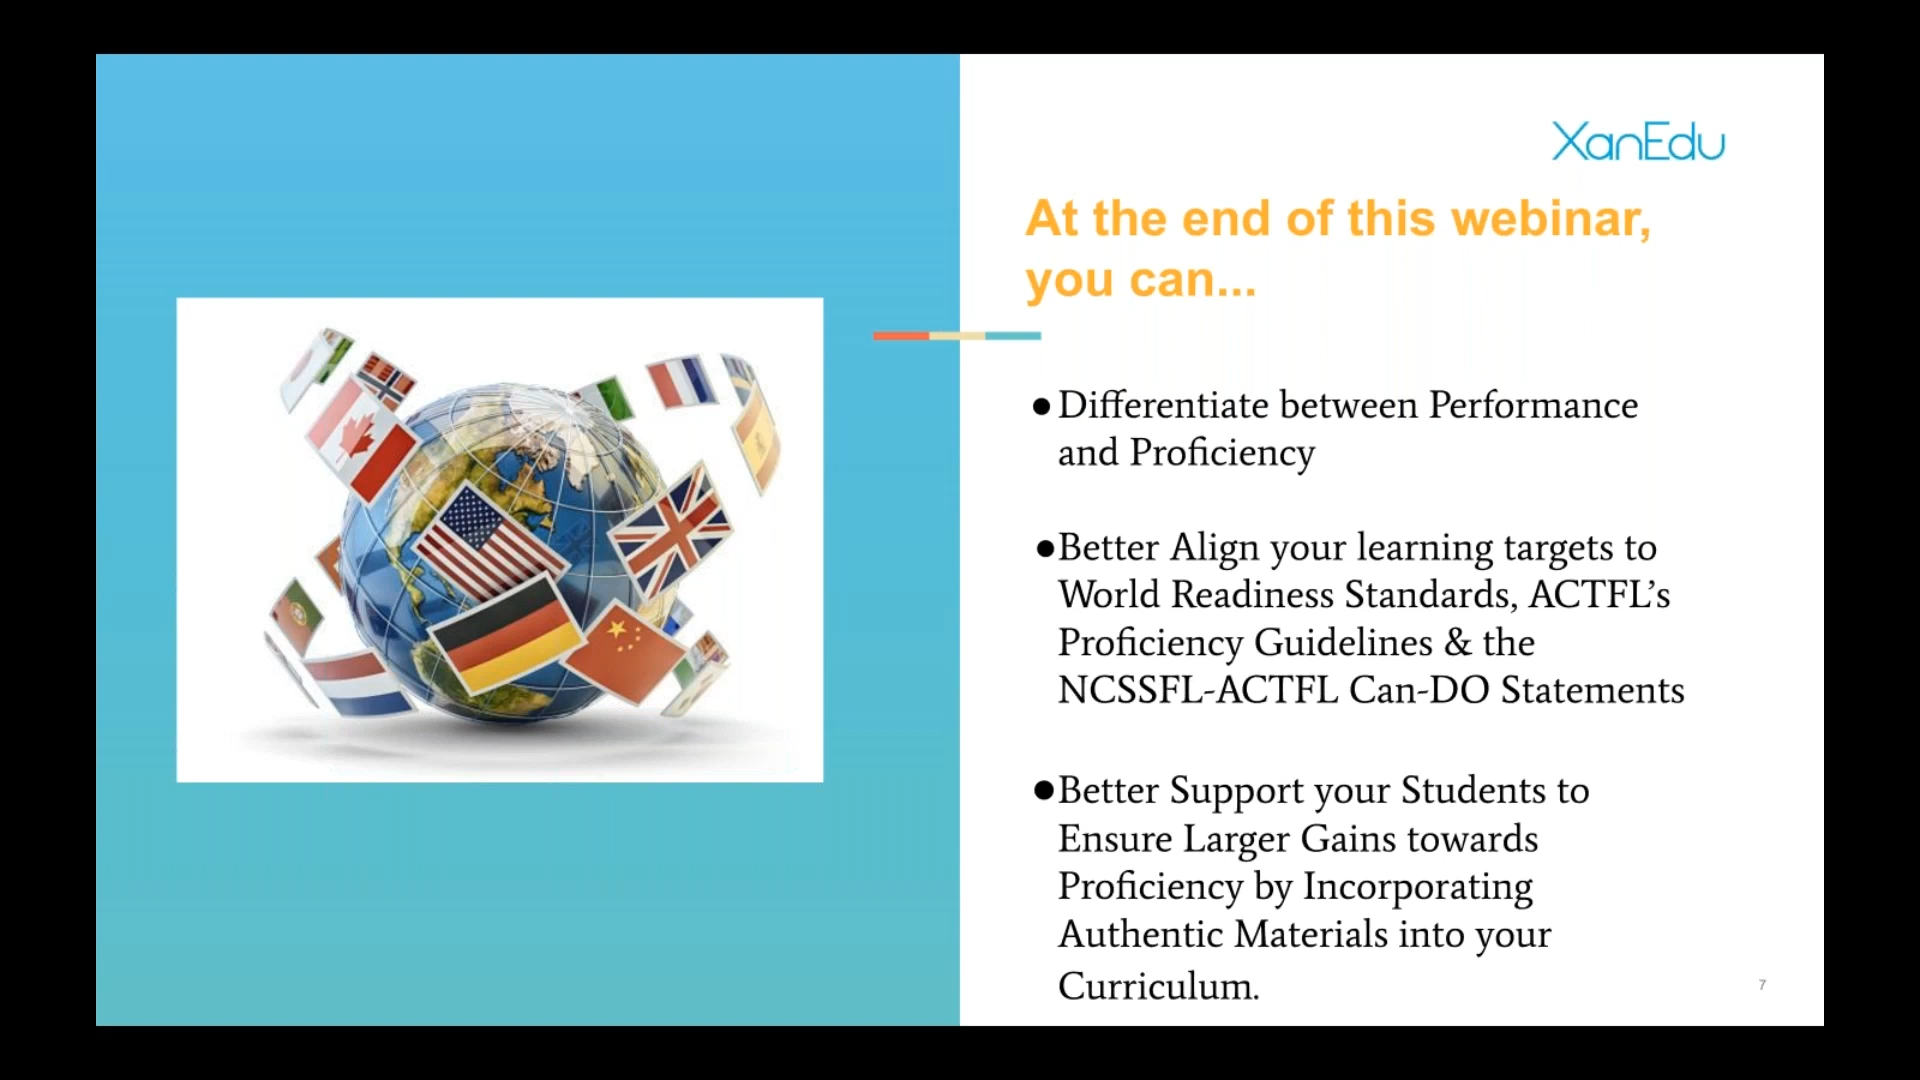 XanEdu
At the end of this webinar,
you can...
●Differentiate between Performance
and Proficiency
●Better Align your learning targets to
World Readiness Standards, ACTFL’s
Proficiency Guidelines & the
NCSSFL-ACTFL Can-DO Statements
●Better Support your Students to
Ensure Larger Gains towards
Proficiency by Incorporating
Authentic Materials into your
Curriculum.
7